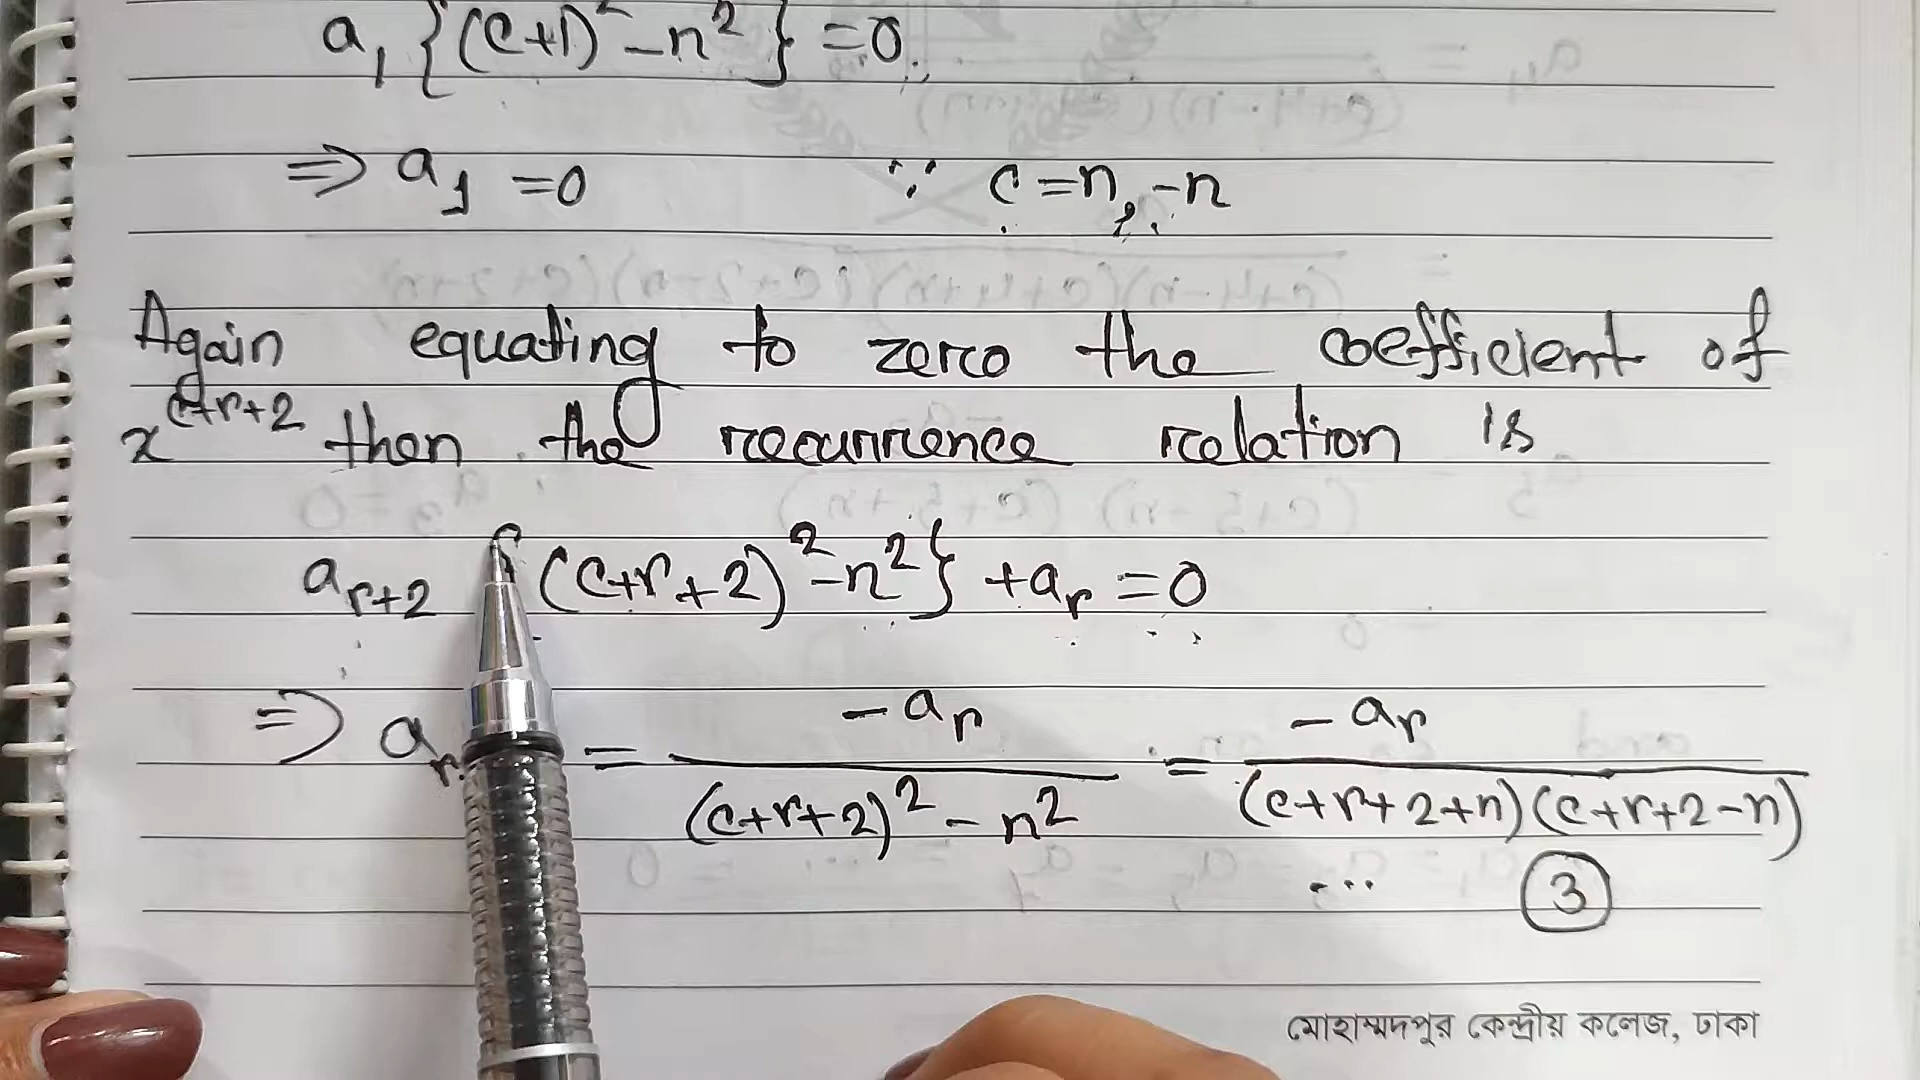 a₁ {(c+1)² - n²} = 0
⇒ a₁ = 0 ∵ c = n, -n
Again equating to zero the coefficient of
x^{c+r+2} then the recurrence relation is
a_{r+2} {(c+r+2)² - n²} + a_r = 0
⇒ a_r = -a_r / ((c+r+2)² - n²) = -a_r / ((c+r+2+n)(c+r+2-n))
... ③
মোহাম্মদপুর কেন্দ্রীয় কলেজ, ঢাকা